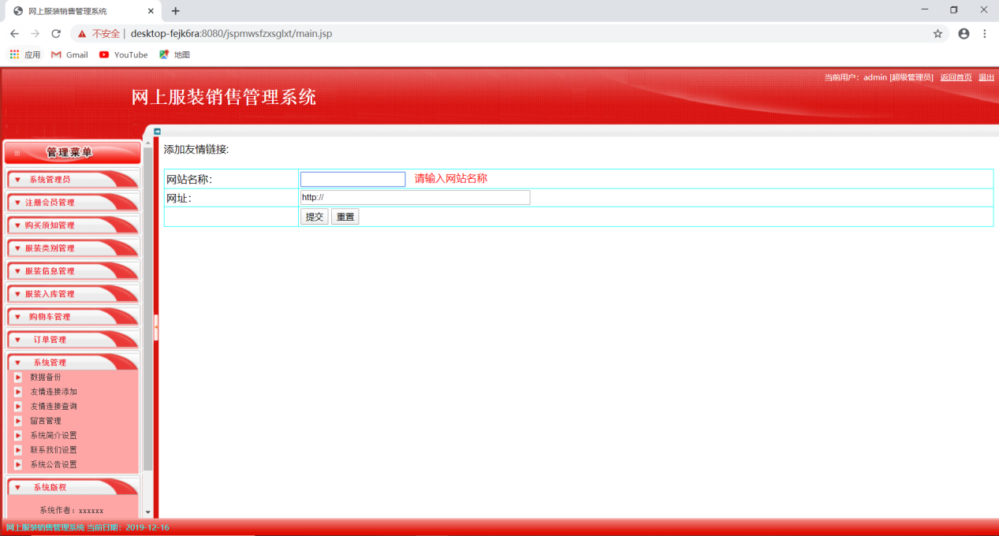 网上服装销售管理系统
不安全 | desktop-fejk6ra:8080/jspmwsfzxsglxt/main.jsp
应用 Gmail YouTube 地图
当前用户：admin [超级管理员] 返回首页 退出
网上服装销售管理系统
管理菜单
系统管理员
注册会员管理
购买须知管理
服装类别管理
服装信息管理
服装入库管理
购物车管理
订单管理
系统管理
数据备份
友情连接添加
友情连接查询
留言管理
系统简介设置
联系我们设置
系统公告设置
系统版权
系统作者：xxxxxx
添加友情链接:
网站名称： 请输入网站名称
网址： http://
提交 重置
网上服装销售管理系统 当前日期：2019-12-16